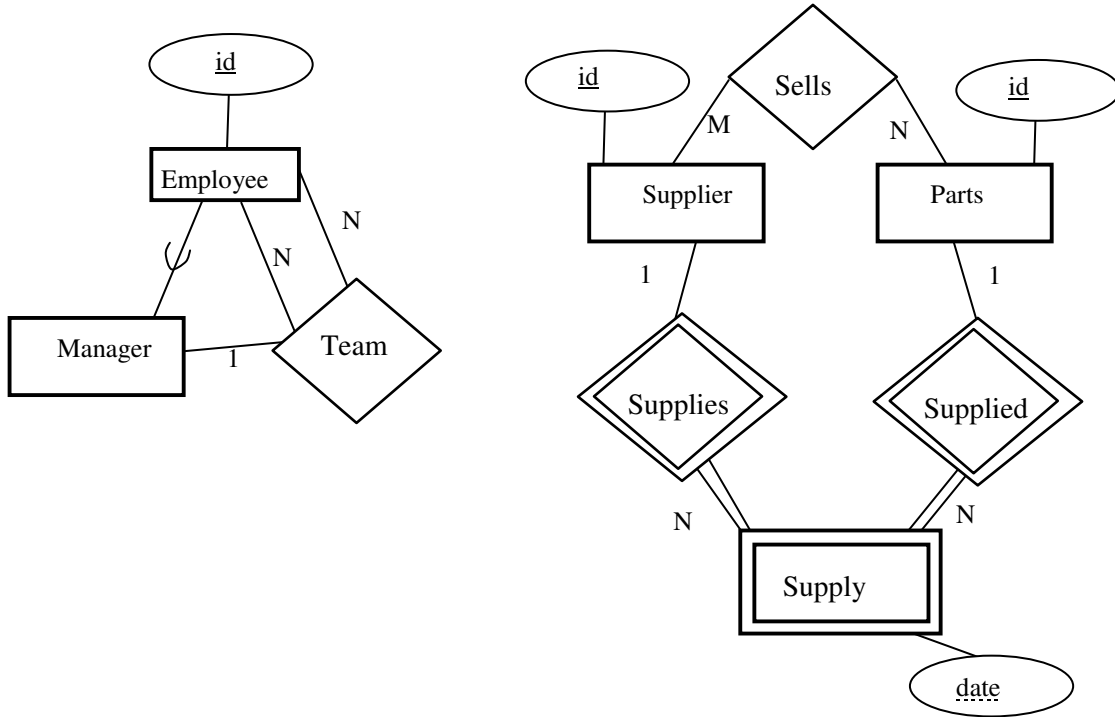 id
Employee
N
N
Manager
1
Team
id
Sells
id
M
N
Supplier
Parts
1
1
Supplies
Supplied
N
N
Supply
date